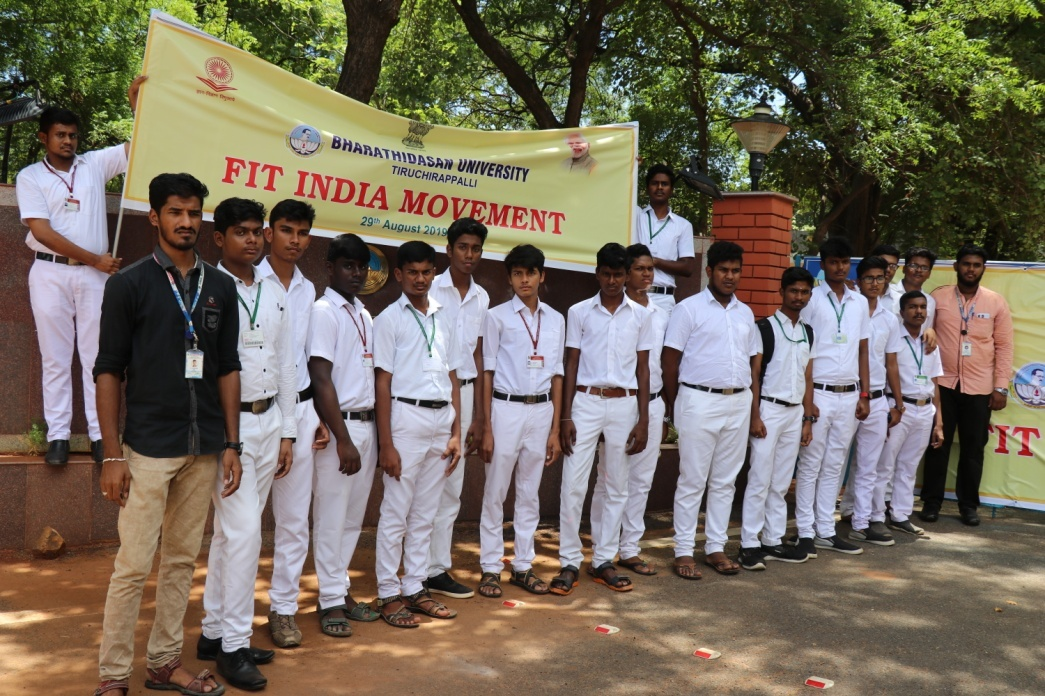 BHARATHIDASAN UNIVERSITY
TIRUCHIRAPPALLI
FIT INDIA MOVEMENT
29th August 2019
FIT